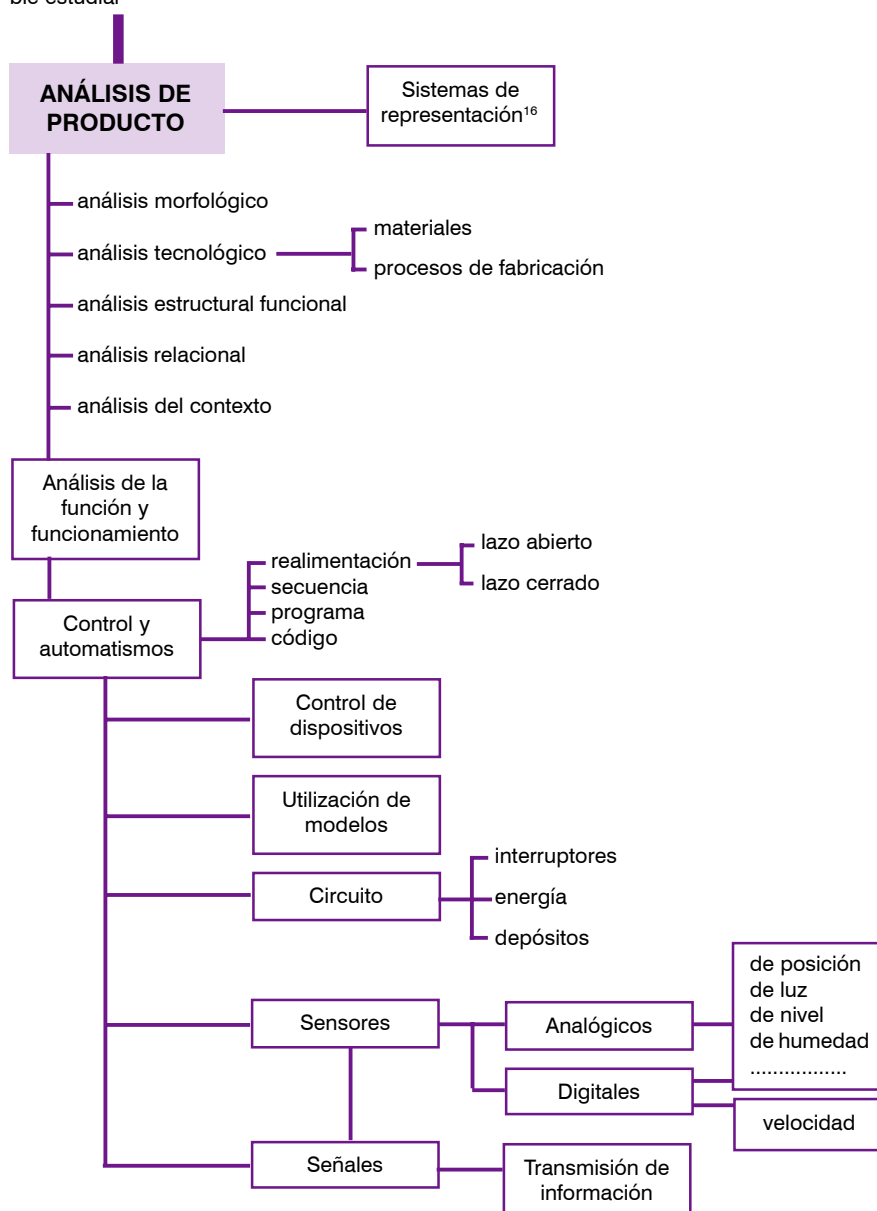 ble estudiar
ANÁLISIS DE
PRODUCTO
Sistemas de
representación¹⁶
análisis morfológico
análisis tecnológico
materiales
procesos de fabricación
análisis estructural funcional
análisis relacional
análisis del contexto
Análisis de la
función y
funcionamiento
Control y
automatismos
realimentación
secuencia
programa
código
lazo abierto
lazo cerrado
Control de
dispositivos
Utilización de
modelos
Circuito
interruptores
energía
depósitos
Sensores
Analógicos
de posición
de luz
de nivel
de humedad
.................
Digitales
velocidad
Señales
Transmisión de
información